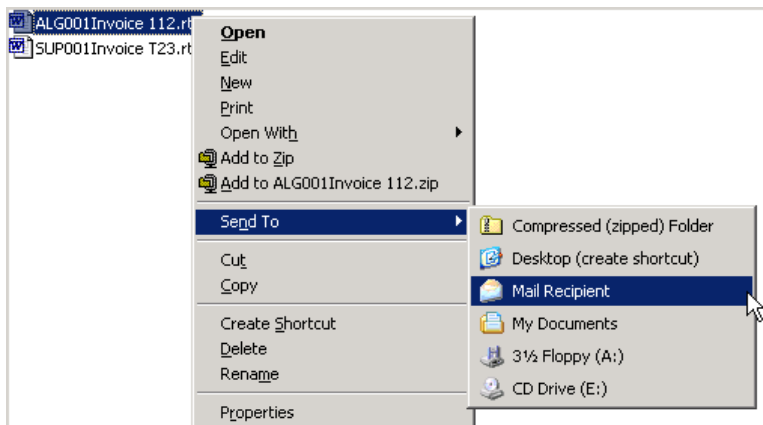 ALG001Invoice 112.rt
SUP001Invoice T23.rt
Open
Edit
New
Print
Open With
Add to Zip
Add to ALG001Invoice 112.zip
Send To
Cut
Copy
Create Shortcut
Delete
Rename
Properties
Compressed (zipped) Folder
Desktop (create shortcut)
Mail Recipient
My Documents
3½ Floppy (A:)
CD Drive (E:)